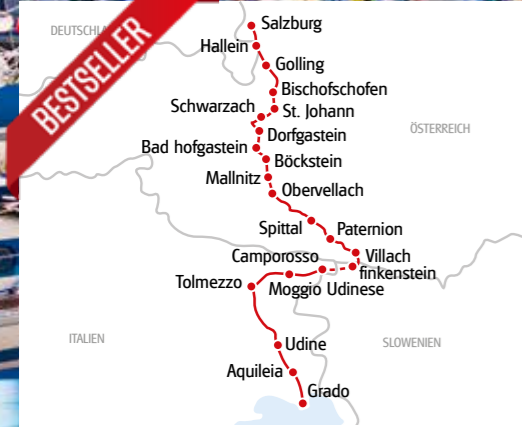 BESTSELLER
DEUTSCHLA
Salzburg
Hallein
Golling
Bischofschofen
Schwarzach
St. Johann
ÖSTERREICH
Dorfgastein
Bad hofgastein
Böckstein
Mallnitz
Obervellach
Spittal
Paternion
Camporosso
Villach
finkenstein
Tolmezzo
Moggio Udinese
ITALIEN
Udine
SLOWENIEN
Aquileia
Grado